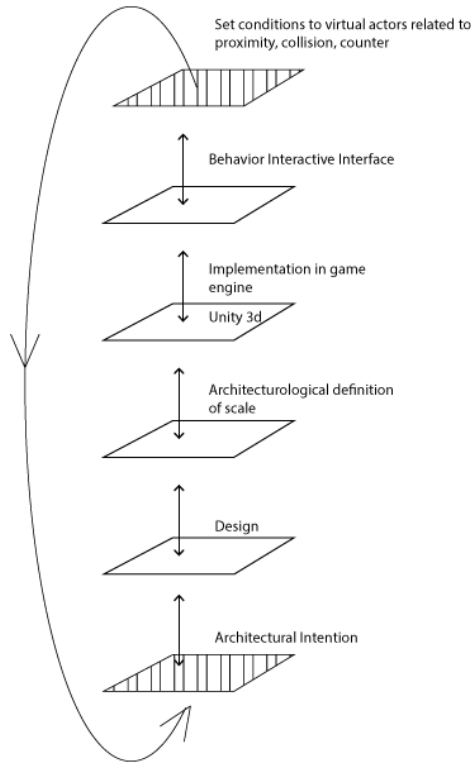 Set conditions to virtual actors related to
proximity, collision, counter
Behavior Interactive Interface
Implementation in game
engine
Unity 3d
Architecturological definition
of scale
Design
Architectural Intention